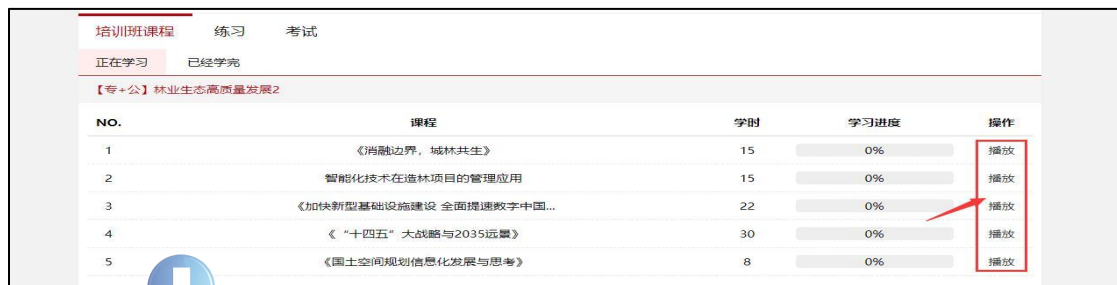 培训班课程 练习 考试
正在学习 已经学完
【专+公】林业生态高质量发展2
NO. 课程 学时 学习进度 操作
1 《消融边界，城林共生》 15 0% 播放
2 智能化技术在造林项目的管理应用 15 0% 播放
3 《加快新型基础设施建设 全面提速数字中国... 22 0% 播放
4 《 “十四五” 大战略与2035远景》 30 0% 播放
5 《国土空间规划信息化发展与思考》 8 0% 播放